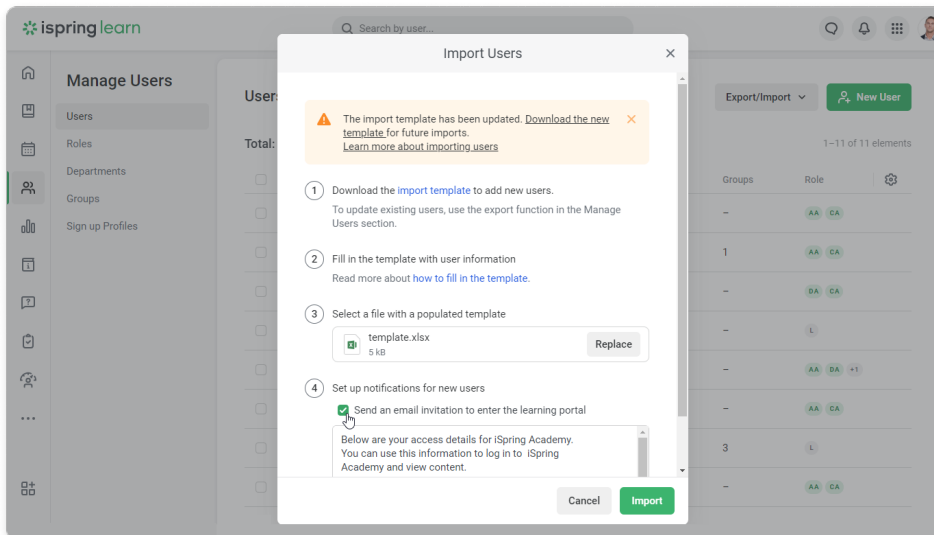 ispring learn
Search by user...
Import Users
Manage Users
Users
Roles
Departments
Groups
Sign up Profiles
Export/Import
New User
Total:
1–11 of 11 elements
Groups
Role
–
AA CA
1
AA CA
–
DA CA
–
L
–
AA DA +1
–
AA CA
3
L
–
AA CA
The import template has been updated. Download the new
template for future imports.
Learn more about importing users
1 Download the import template to add new users.
To update existing users, use the export function in the Manage
Users section.
2 Fill in the template with user information
Read more about how to fill in the template.
3 Select a file with a populated template
template.xlsx
5 kB
Replace
4 Set up notifications for new users
Send an email invitation to enter the learning portal
Below are your access details for iSpring Academy.
You can use this information to log in to iSpring
Academy and view content.
Cancel
Import